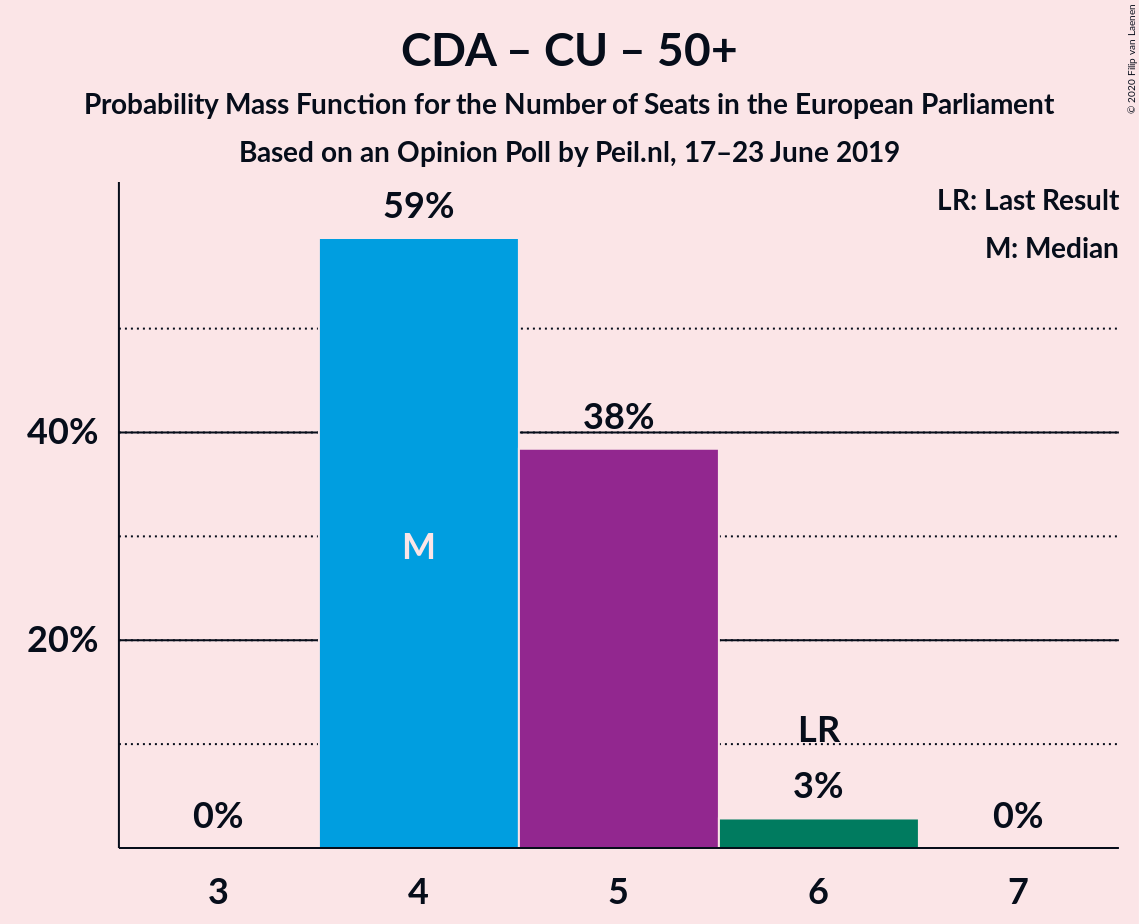 CDA – CU – 50+
Probability Mass Function for the Number of Seats in the European Parliament
Based on an Opinion Poll by Peil.nl, 17–23 June 2019
© 2020 Filip van Laenen
LR: Last Result
M: Median
59%
38%
40%
M
20%
LR
3%
0%
0%
3 4 5 6 7